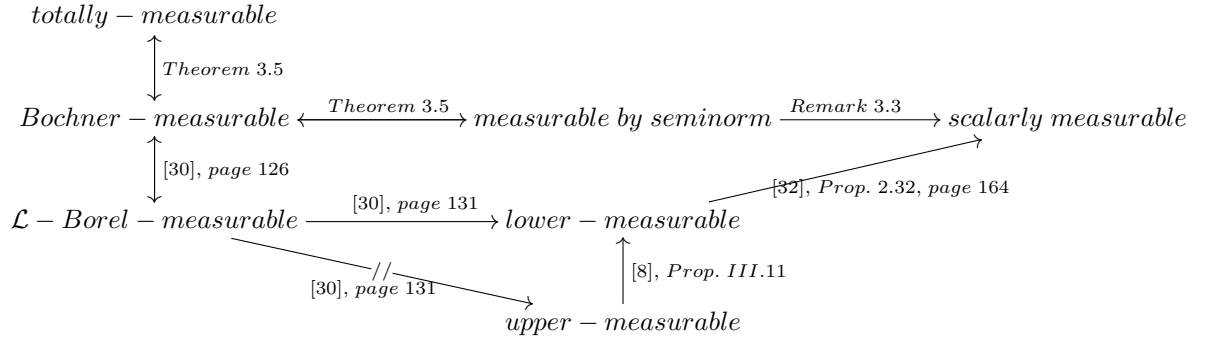 totally − measurable
Theorem 3.5
Bochner − measurable
Theorem 3.5
measurable by seminorm
Remark 3.3
scalarly measurable
[30], page 126
[32], Prop. 2.32, page 164
ℒ − Borel − measurable
[30], page 131
lower − measurable
//
[30], page 131
[8], Prop. III.11
upper − measurable